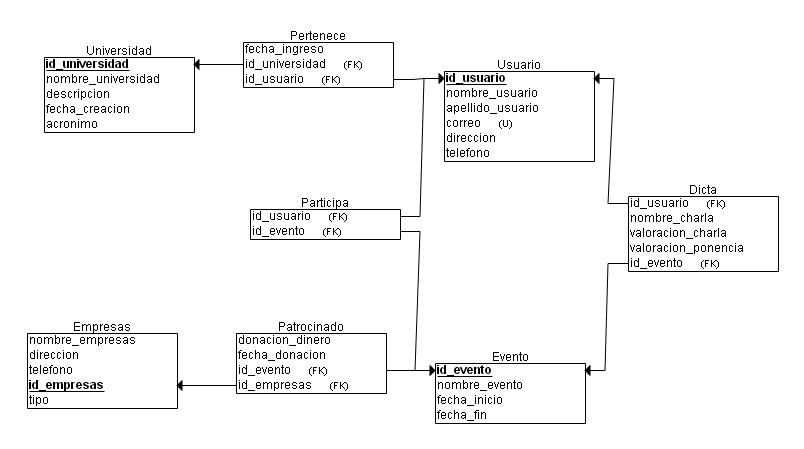 Universidad
id_universidad
nombre_universidad
descripcion
fecha_creacion
acronimo
Pertenece
fecha_ingreso
id_universidad (FK)
id_usuario (FK)
Usuario
id_usuario
nombre_usuario
apellido_usuario
correo (U)
direccion
telefono
Participa
id_usuario (FK)
id_evento (FK)
Dicta
id_usuario (FK)
nombre_charla
valoracion_charla
valoracion_ponencia
id_evento (FK)
Empresas
nombre_empresas
direccion
telefono
id_empresas
tipo
Patrocinado
donacion_dinero
fecha_donacion
id_evento (FK)
id_empresas (FK)
Evento
id_evento
nombre_evento
fecha_inicio
fecha_fin